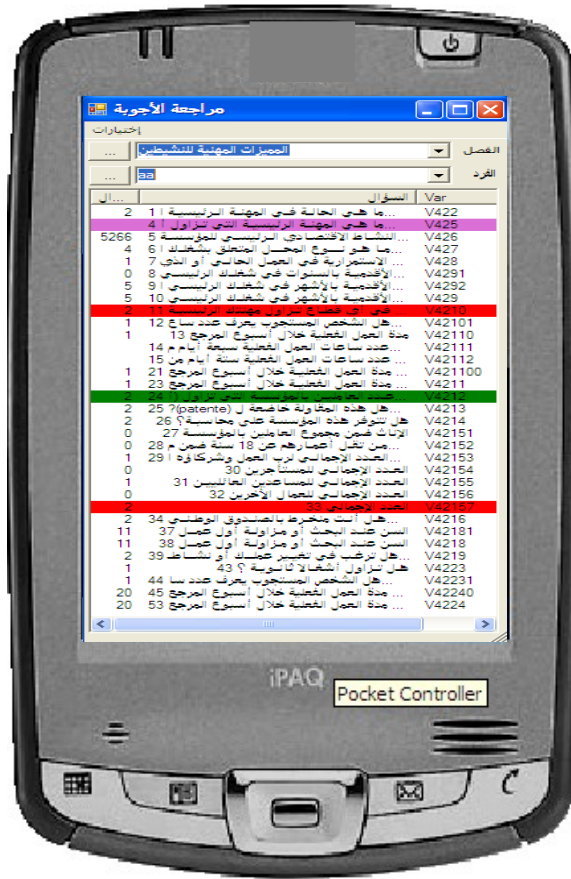 مراجعة الأجوبة
إختيارات
الفصل المميزات المهنية للنشيطين ...
الفرد aa ...
Var السؤال ...ال
V422 ...ما هي الحالة في المهنة الرئيسية ا 1 2
V425 ...ما هي المهنة الرئيسية التي تزاول أ 4
V426 ...النشاط الاقتصادي الرئيسي للمؤسسة 5 5266
V427 ...ما هو نوع المحل المتعلق بشغلك ا 6 4
V428 ...الاستمرارية في العمل الحالي أو الذي 7 1
V4291 الأقدمية بالسنوات في شغلك الرئيسي 8 0
V4292 الأقدمية بالأشهر في شغلك الرئيسي ا 9 5
V429 الأقدمية بالأشهر في شغلك الرئيسي 10 5
V4210 ...في أي قطاع تزاول مهنتك الرئيسية 11 2
V42101 ...هل الشخص المستجوب يعرف عدد ساع 12 1
V42110 مدة العمل الفعلية خلال أسبوع المرجع 13 1
V42111 ...عدد ساعات العمل الفعلية سبعة أيام م 14
V42112 ...عدد ساعات العمل الفعلية ستة أيام من 15
V421100 ... مدة العمل الفعلية خلال أسبوع المرجع 21 1
V4211 ... مدة العمل الفعلية خلال أسبوع المرجع 23 1
V4212 ...عدد العاملين بالمؤسسة التي تزاول (أ 24 2
V4213 ...هل هذه المقاولة خاضعة ل (patente)? 25 2
V4214 هل تتوفر هذه المؤسسة على محاسبة؟ 26 2
V42151 الإناث ضمن مجموع العاملين بالمؤسسة 27 0
V42152 ...من تقل أعمارهم عن 18 سنة ضمن م 28 0
V42153 ...العدد الإجمالي لرب العمل وشركاؤه ا 29 1
V42154 العدد الإجمالي للمستأجرين 30 0
V42155 العدد الإجمالي للمساعدين العائليين 31 1
V42156 العدد الإجمالي للعمال الآخرين 32 0
V42157 العدد الإجمالي 33 2
V4216 ...هل أنت منخرط بالصندوق الوطني 34 2
V42181 السن عند البحث أو مزاولة أول عمل 37 11
V4218 السن عند البحث أو مزاولة أول عمل 38 11
V4219 ...هل ترغب في تغيير عملك أو نشاط 39 2
V4223 هل تزاول أشغالا ثانوية ؟ 43 1
V42231 ...هل الشخص المستجوب يعرف عدد سا 44 1
V42240 ... مدة العمل الفعلية خلال أسبوع المرجع 45 20
V4224 ... مدة العمل الفعلية خلال أسبوع المرجع 53 20
iPAQ
Pocket Controller